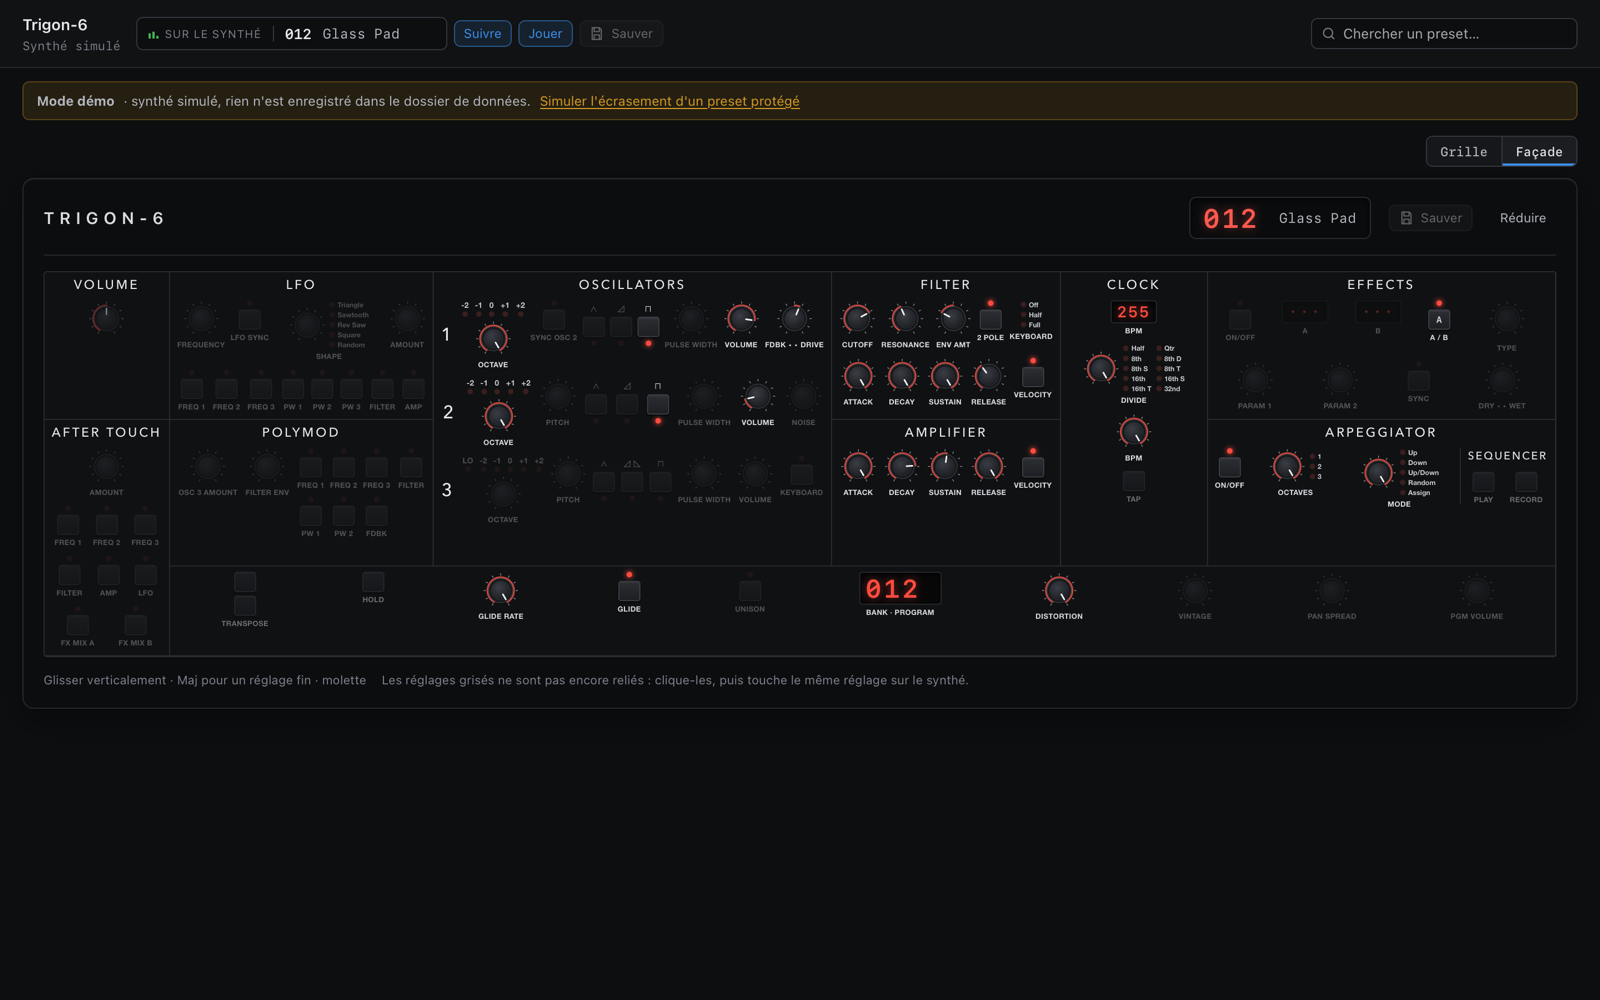 Trigon-6
Synthé simulé
SUR LE SYNTHÉ 012 Glass Pad
Suivre
Jouer
Sauver
Chercher un preset...
Mode démo · synthé simulé, rien n'est enregistré dans le dossier de données. Simuler l'écrasement d'un preset protégé
Grille
Façade
TRIGON-6
012 Glass Pad
Sauver
Réduire
VOLUME
LFO
FREQUENCY
LFO SYNC
Triangle
Sawtooth
Rev Saw
Square
Random
SHAPE
AMOUNT
FREQ 1 FREQ 2 FREQ 3 PW 1 PW 2 PW 3 FILTER AMP
OSCILLATORS
1
-2 -1 0 +1 +2
OCTAVE
SYNC OSC 2
PULSE WIDTH
VOLUME
FDBK • • DRIVE
2
-2 -1 0 +1 +2
OCTAVE
PITCH
PULSE WIDTH
VOLUME
NOISE
3
LO -2 -1 0 +1 +2
OCTAVE
PITCH
PULSE WIDTH
VOLUME
KEYBOARD
FILTER
CUTOFF
RESONANCE
ENV AMT
2 POLE
Off
Half
Full
KEYBOARD
ATTACK
DECAY
SUSTAIN
RELEASE
VELOCITY
AMPLIFIER
ATTACK
DECAY
SUSTAIN
RELEASE
VELOCITY
CLOCK
255
BPM
Half Qtr
8th 8th D
8th S 8th T
16th 16th S
16th T 32nd
DIVIDE
BPM
TAP
EFFECTS
ON/OFF
A
B
A
A / B
TYPE
PARAM 1
PARAM 2
SYNC
DRY • • WET
ARPEGGIATOR
ON/OFF
1
2
3
OCTAVES
Up
Down
Up/Down
Random
Assign
MODE
SEQUENCER
PLAY
RECORD
AFTER TOUCH
AMOUNT
FREQ 1 FREQ 2 FREQ 3
FILTER AMP LFO
FX MIX A FX MIX B
POLYMOD
OSC 3 AMOUNT
FILTER ENV
FREQ 1 FREQ 2 FREQ 3 FILTER
PW 1 PW 2 FDBK
TRANSPOSE
HOLD
GLIDE RATE
GLIDE
UNISON
012
BANK · PROGRAM
DISTORTION
VINTAGE
PAN SPREAD
PGM VOLUME
Glisser verticalement · Maj pour un réglage fin · molette Les réglages grisés ne sont pas encore reliés : clique-les, puis touche le même réglage sur le synthé.